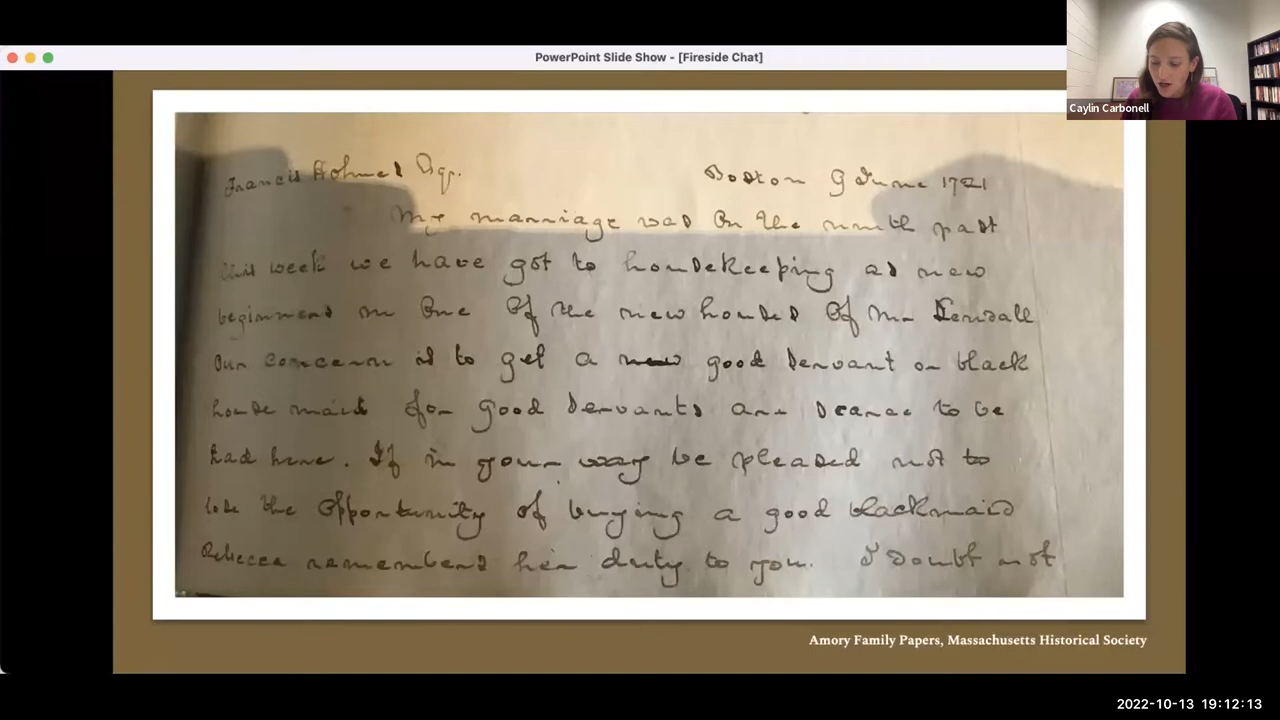 PowerPoint Slide Show - [Fireside Chat]
Caylin Carbonell
Francis Holmes Esqr. Boston 9 June 1721
My marriage was On the ninth past
this week we have got to housekeeping as new
beginners in One Of the new houses Of Mr
Our concern is to get a new good Servant or black
house maid for good Servants are Scarce to be
had here. If in your way be pleased not to
lose the Opportunity of buying a good blackmaid
Rebecca remembers her duty to you. I Doubt not
Amory Family Papers, Massachusetts Historical Society
2022-10-13 19:12:13